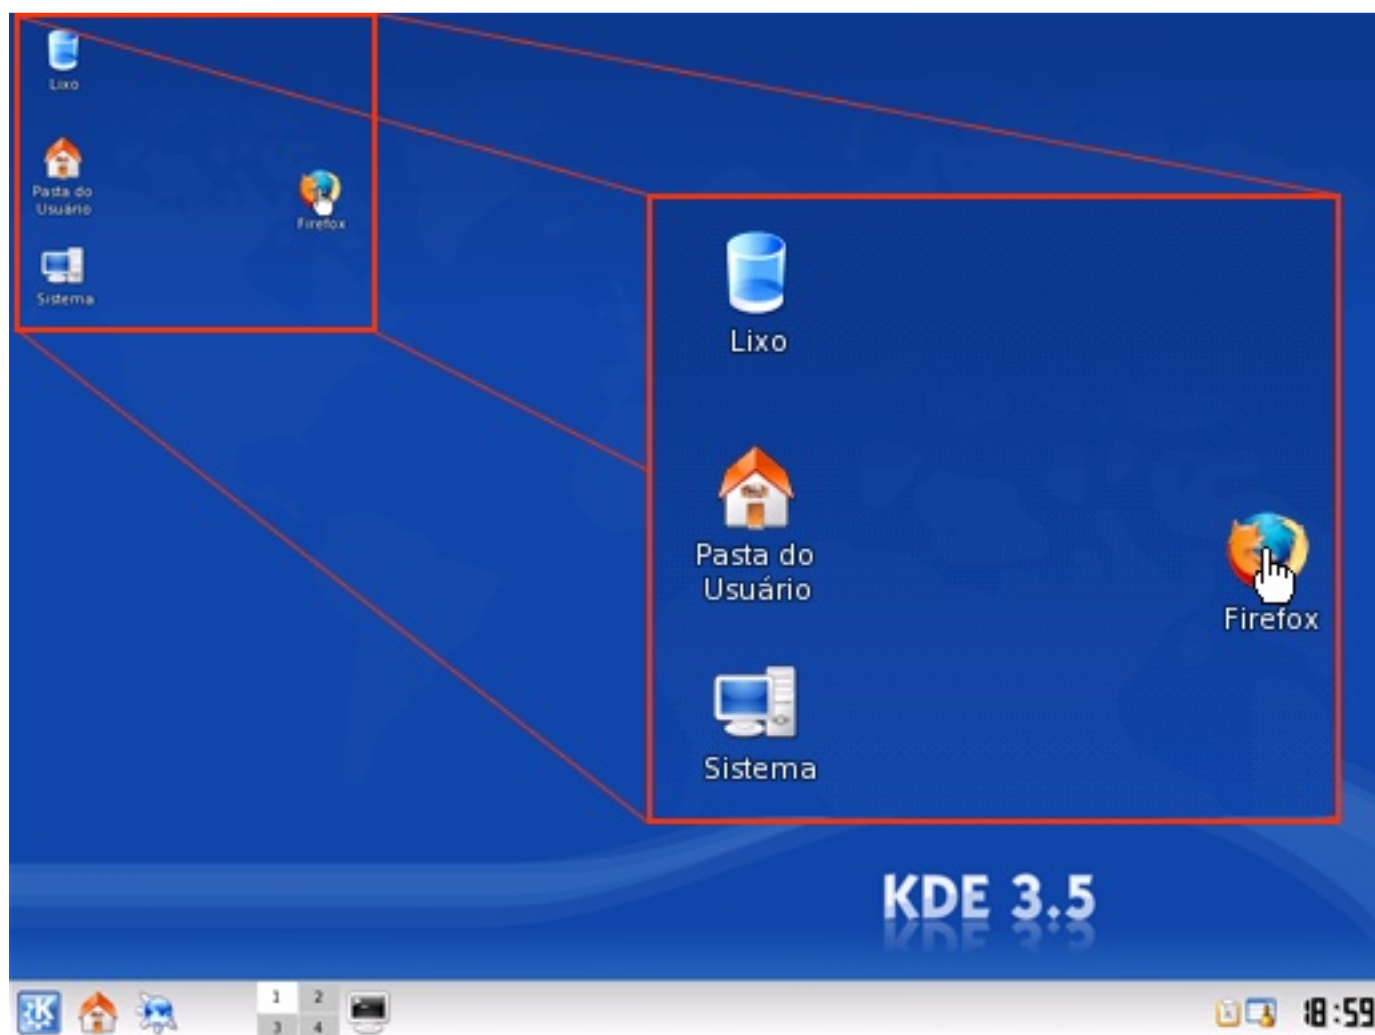 Lixo
Pasta do
Usuário
Firefox
Sistema
Lixo
Pasta do
Usuário
Firefox
Sistema
KDE 3.5
1 2
3 4
18:59